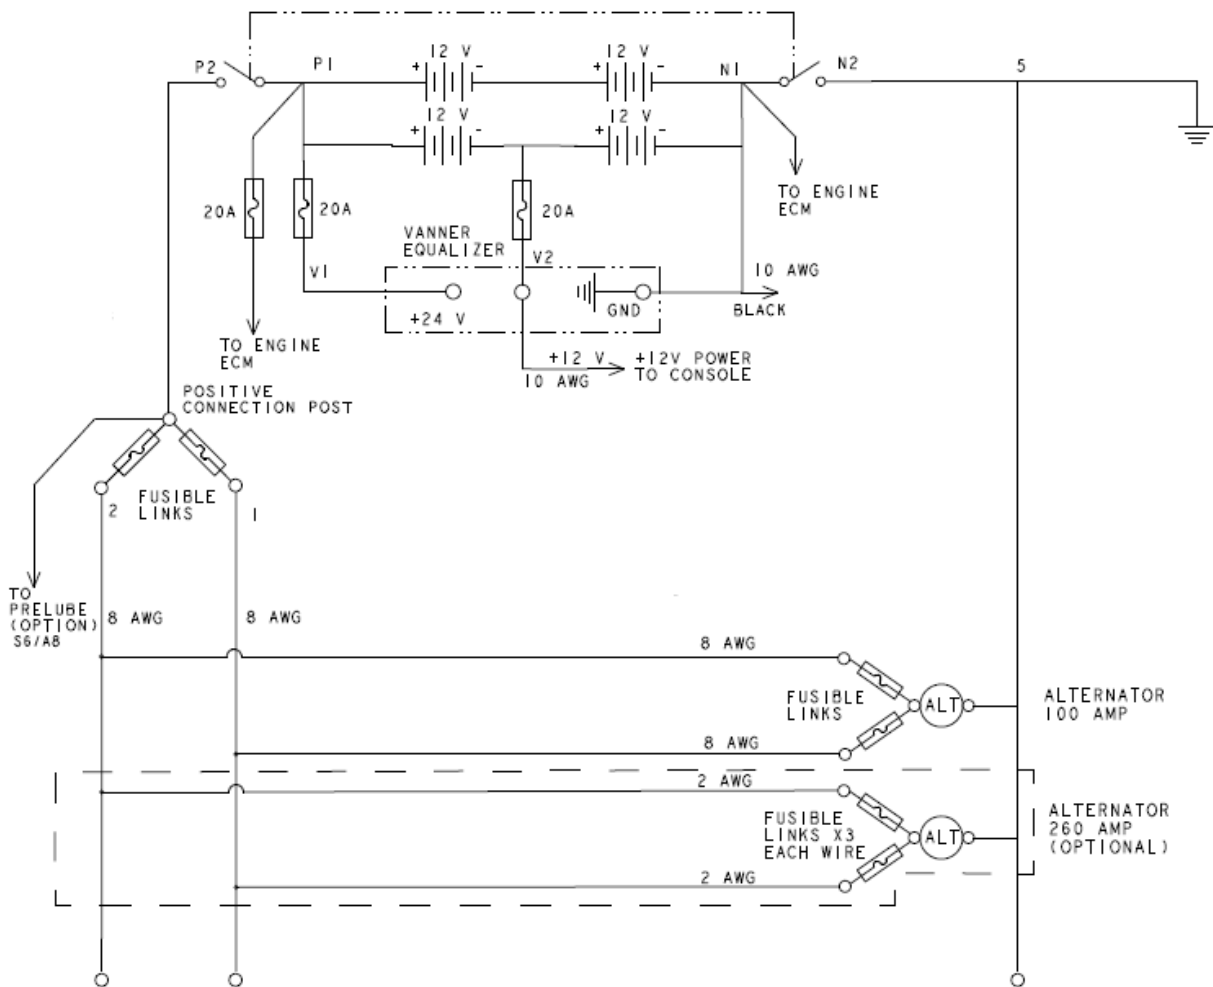 12 V
12 V
P2
P1
+
-
+
-
N1
N2
5
12 V
12 V
+
-
+
-
20A
20A
20A
TO ENGINE
ECM
VANNER
EQUALIZER
V1
V2
10 AWG
+24 V
GND
BLACK
TO ENGINE
ECM
+12 V
10 AWG
+12V POWER
TO CONSOLE
POSITIVE
CONNECTION POST
FUSIBLE
LINKS
2
1
TO
PRELUBE
(OPTION)
S6/A8
8 AWG
8 AWG
8 AWG
FUSIBLE
LINKS
ALT
ALTERNATOR
100 AMP
8 AWG
2 AWG
FUSIBLE
LINKS X3
EACH WIRE
ALT
ALTERNATOR
260 AMP
(OPTIONAL)
2 AWG